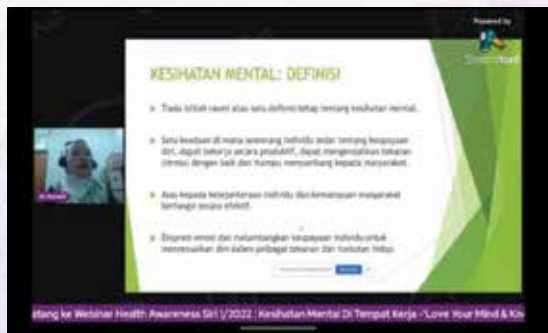 Powered by
KESIHATAN MENTAL: DEFINISI
Tiada istilah rasmi atau satu definisi tetap tentang kesihatan mental.
Satu keadaan di mana seseorang individu sedar tentang keupayaan
diri, dapat bekerja secara produktif, dapat mengendalikan tekanan
(stress) dengan baik dan mampu menyumbang kepada masyarakat.
Asas kepada kesejahteraan individu dan kemampuan masyarakat
berfungsi secara efektif.
Ekspresi emosi dan melambangkan keupayaan individu untuk
menyesuaikan diri dalam pelbagai tekanan dan tuntutan hidup.
atang ke Webinar Health Awareness Siri 1/2022 : Kesihatan Mental Di Tempat Kerja -'Love Your Mind & Kn